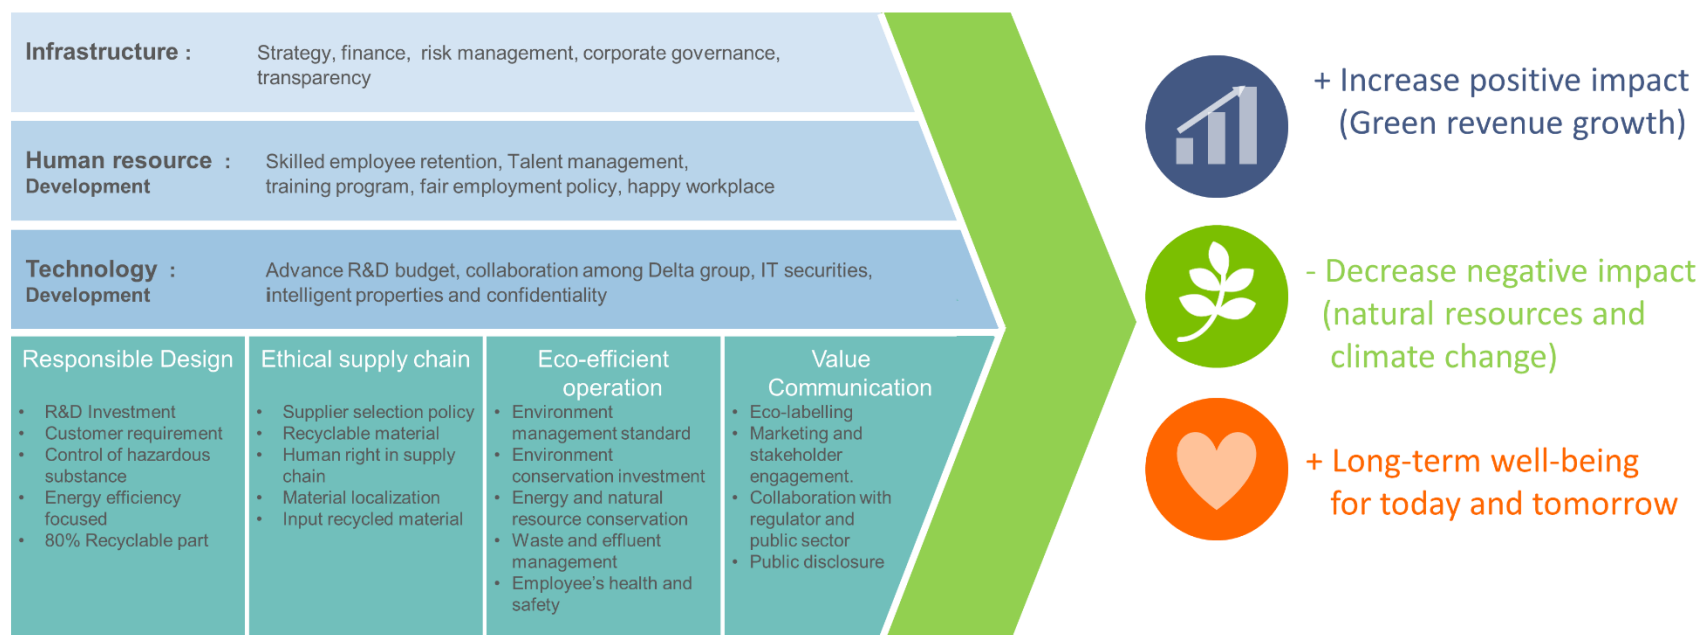 Infrastructure :
Strategy, finance, risk management, corporate governance,
transparency
Human resource :
Development
Skilled employee retention, Talent management,
training program, fair employment policy, happy workplace
Technology :
Development
Advance R&D budget, collaboration among Delta group, IT securities,
intelligent properties and confidentiality
Responsible Design
• R&D Investment
• Customer requirement
• Control of hazardous
substance
• Energy efficiency
focused
• 80% Recyclable part
Ethical supply chain
• Supplier selection policy
• Recyclable material
• Human right in supply
chain
• Material localization
• Input recycled material
Eco-efficient
operation
• Environment
management standard
• Environment
conservation investment
• Energy and natural
resource conservation
• Waste and effluent
management
• Employee's health and
safety
Value
Communication
• Eco-labelling
• Marketing and
stakeholder
engagement.
• Collaboration with
regulator and
public sector
• Public disclosure
+ Increase positive impact
(Green revenue growth)
- Decrease negative impact
(natural resources and
climate change)
+ Long-term well-being
for today and tomorrow